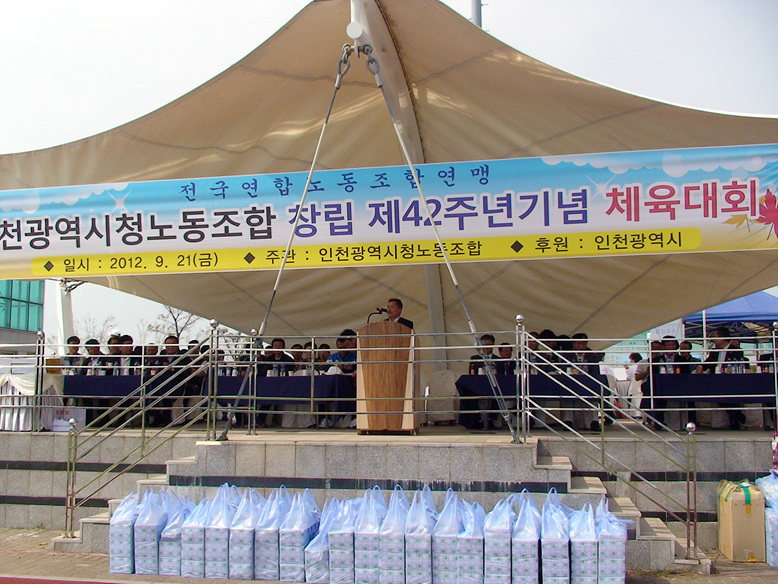 전국연합노동조합연맹
천광역시청노동조합 창립 제42주년기념 체육대회
◆ 일시 : 2012. 9. 21(금) ◆ 주관 : 인천광역시청노동조합 ◆ 후원 : 인천광역시